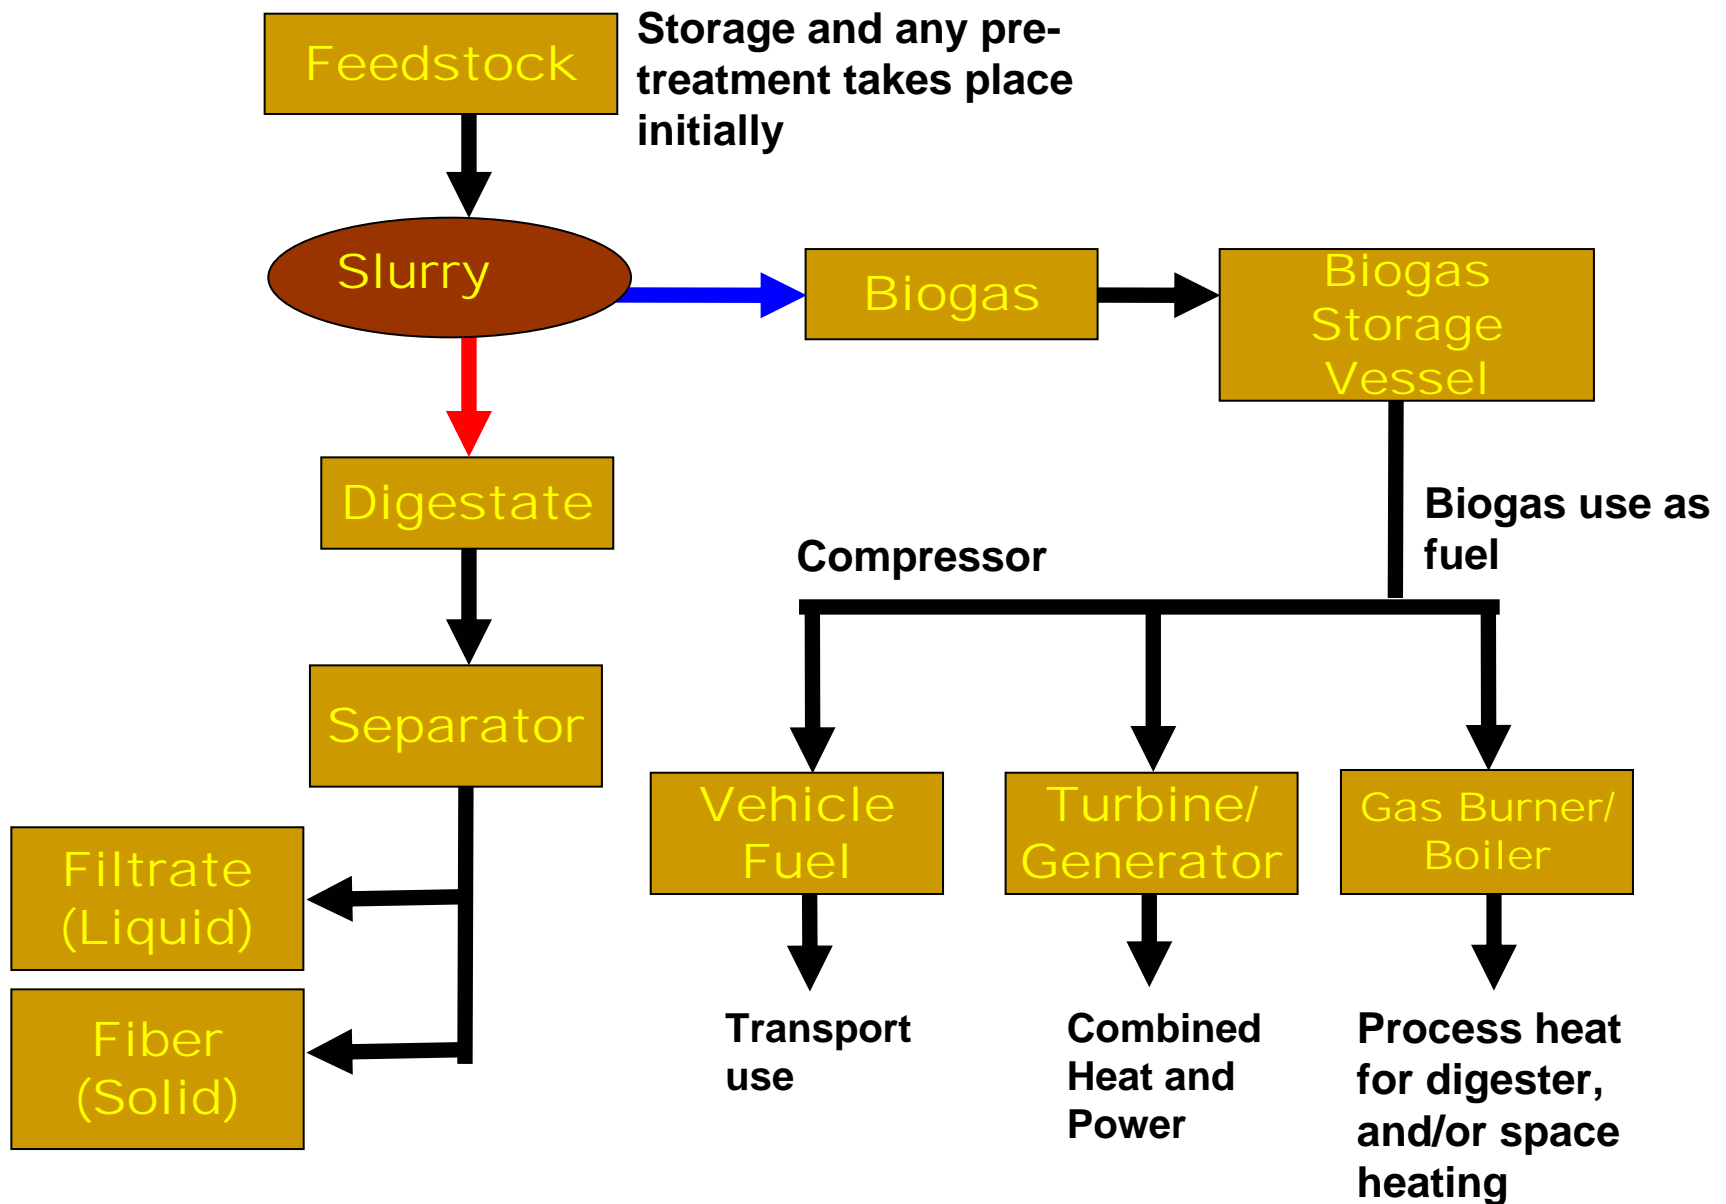 Feedstock
Storage and any pre-
treatment takes place
initially
Slurry
Biogas
Biogas
Storage
Vessel
Digestate
Biogas use as
fuel
Compressor
Separator
Vehicle
Fuel
Turbine/
Generator
Gas Burner/
Boiler
Filtrate
(Liquid)
Fiber
(Solid)
Transport
use
Combined
Heat and
Power
Process heat
for digester,
and/or space
heating